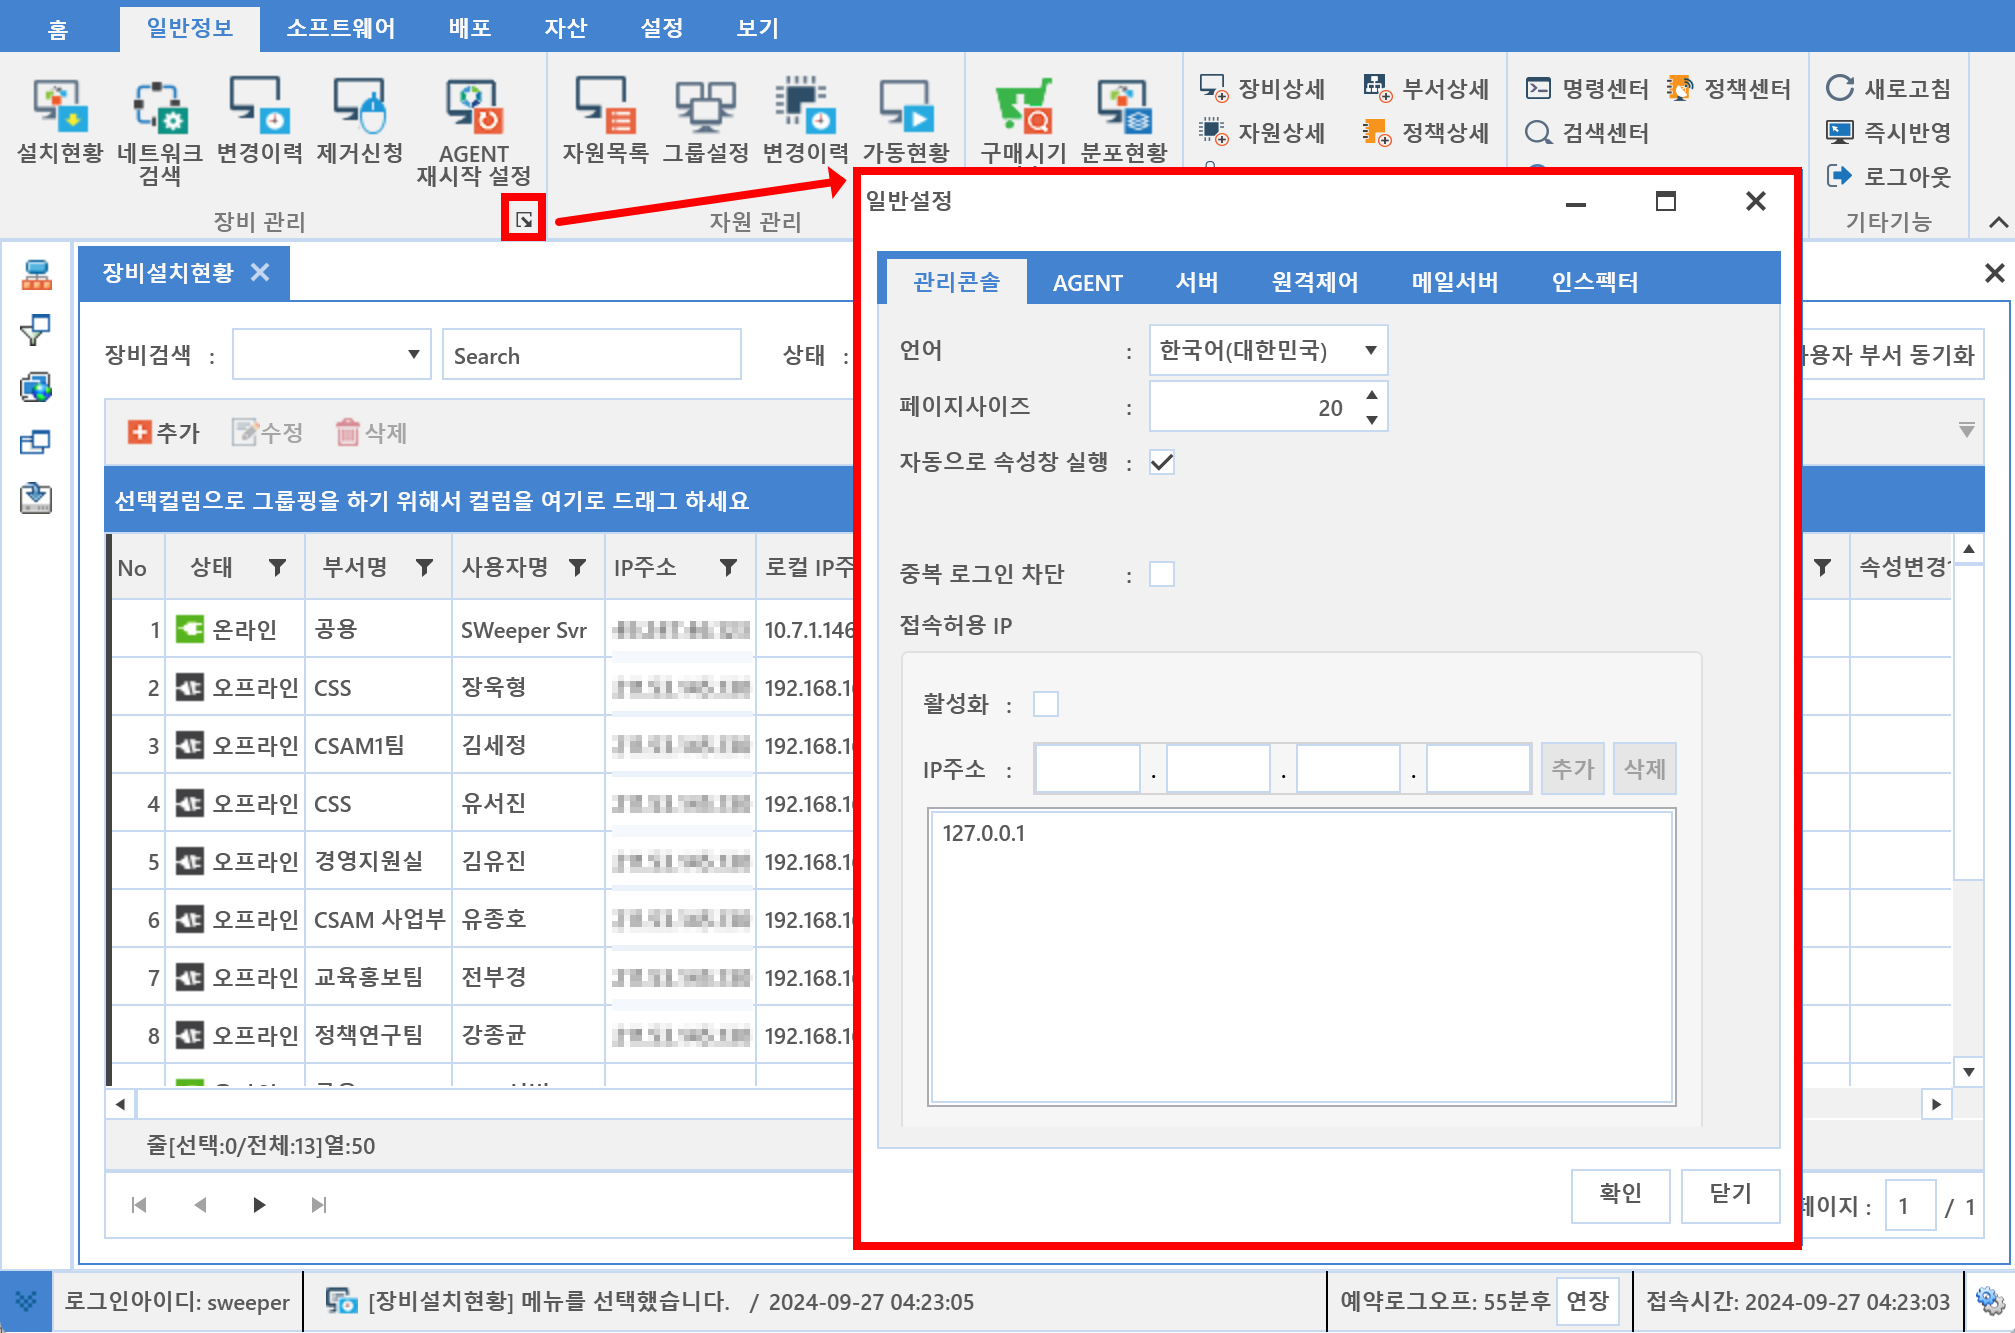 홈 일반정보 소프트웨어 배포 자산 설정 보기
설치현황 네트워크 검색 변경이력 제거신청 AGENT 재시작 설정
장비 관리
자원목록 그룹설정 변경이력 가동현황
자원 관리
구매시기 분포현황
장비상세 부서상세
자원상세 정책상세
명령센터 정책센터
검색센터
새로고침
즉시반영
로그아웃
기타기능
장비설치현황
장비검색 : Search 상태 :
사용자 부서 동기화
추가 수정 삭제
선택컬럼으로 그룹핑을 하기 위해서 컬럼을 여기로 드래그 하세요
No 상태 부서명 사용자명 IP주소 로컬 IP주 속성변경
1 온라인 공용 SWeeper Svr 10.7.1.146
2 오프라인 CSS 장욱형 192.168.1
3 오프라인 CSAM1팀 김세정 192.168.1
4 오프라인 CSS 유서진 192.168.1
5 오프라인 경영지원실 김유진 192.168.1
6 오프라인 CSAM 사업부 유종호 192.168.1
7 오프라인 교육홍보팀 전부경 192.168.1
8 오프라인 정책연구팀 강종균 192.168.1
줄[선택:0/전체:13]열:50
페이지 : 1 / 1
일반설정
관리콘솔 AGENT 서버 원격제어 메일서버 인스펙터
언어 : 한국어(대한민국)
페이지사이즈 : 20
자동으로 속성창 실행 :
중복 로그인 차단 :
접속허용 IP
활성화 :
IP주소 : . . . 추가 삭제
127.0.0.1
확인 닫기
로그인아이디: sweeper
[장비설치현황] 메뉴를 선택했습니다. / 2024-09-27 04:23:05
예약로그오프: 55분후 연장
접속시간: 2024-09-27 04:23:03